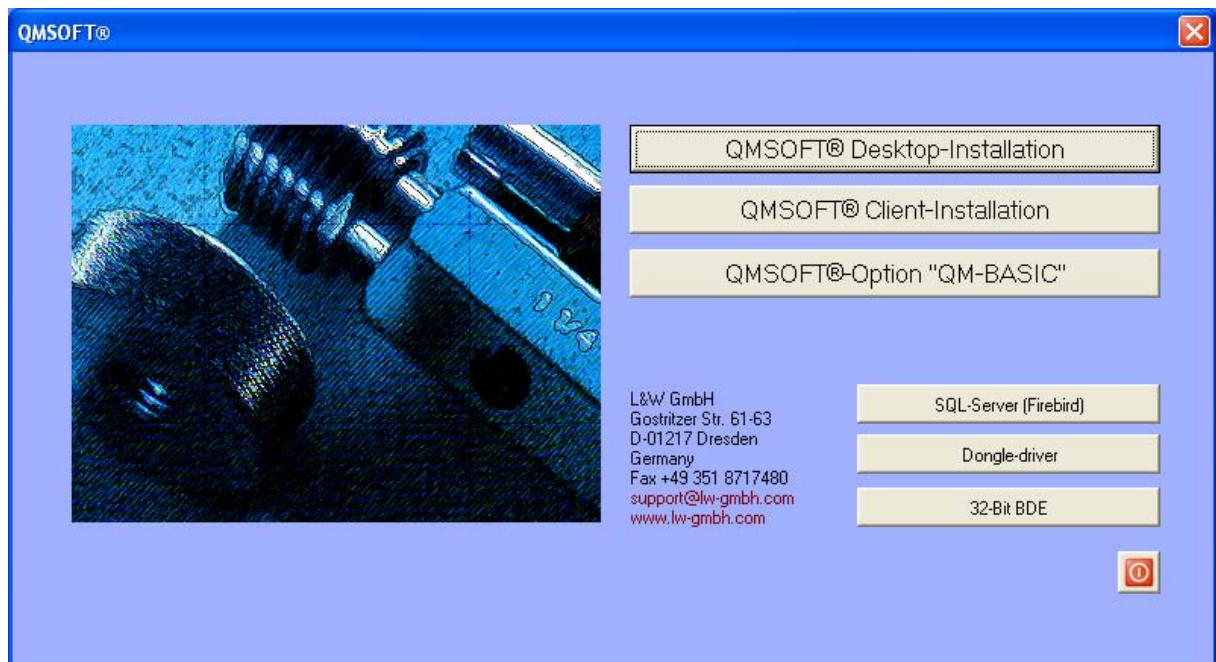 QMSOFT®
QMSOFT® Desktop-Installation
QMSOFT® Client-Installation
QMSOFT®-Option "QM-BASIC"
L&W GmbH
Gostritzer Str. 61-63
D-01217 Dresden
Germany
Fax +49 351 8717480
support@lw-gmbh.com
www.lw-gmbh.com
SQL-Server (Firebird)
Dongle-driver
32-Bit BDE